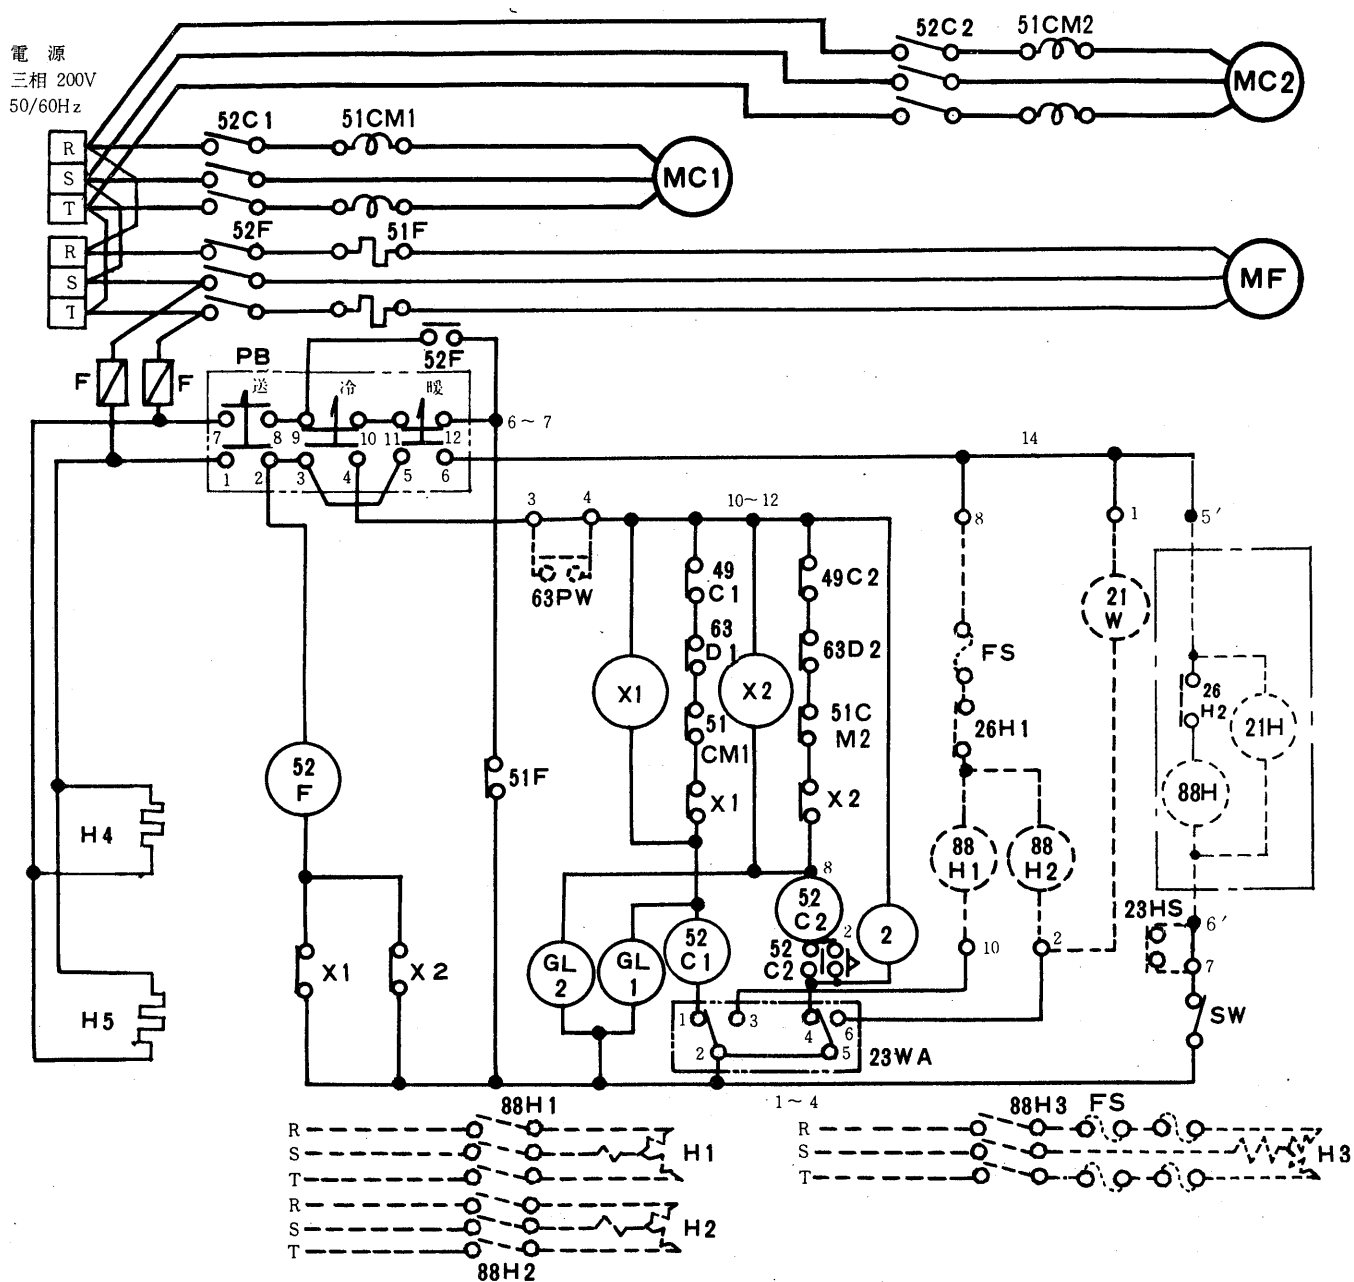 電源
三相 200V
50/60Hz
52C2
51CM2
MC2
52C1
51CM1
R
S
T
MC1
52F
51F
R
S
T
MF
PB
52F
F
F
送
冷
暖
7
8
9
10
11
12
6～7
1
2
3
4
5
6
14
3
4
10～12
8
1
5′
63PW
49
C1
49C2
21
W
63
D1
63D2
FS
X1
X2
51
CM1
51C
M2
26H1
26
H2
21H
52
F
51F
X1
X2
88H
H4
88
H1
88
H2
8
52
C2
23HS
6′
2
2
52
C1
52
C2
10
2
7
X1
X2
GL
2
GL
1
H5
1
3
4
6
SW
2
5
23WA
1～4
88H1
R
S
T
H1
R
S
T
H2
88H2
88H3
FS
R
S
T
H3